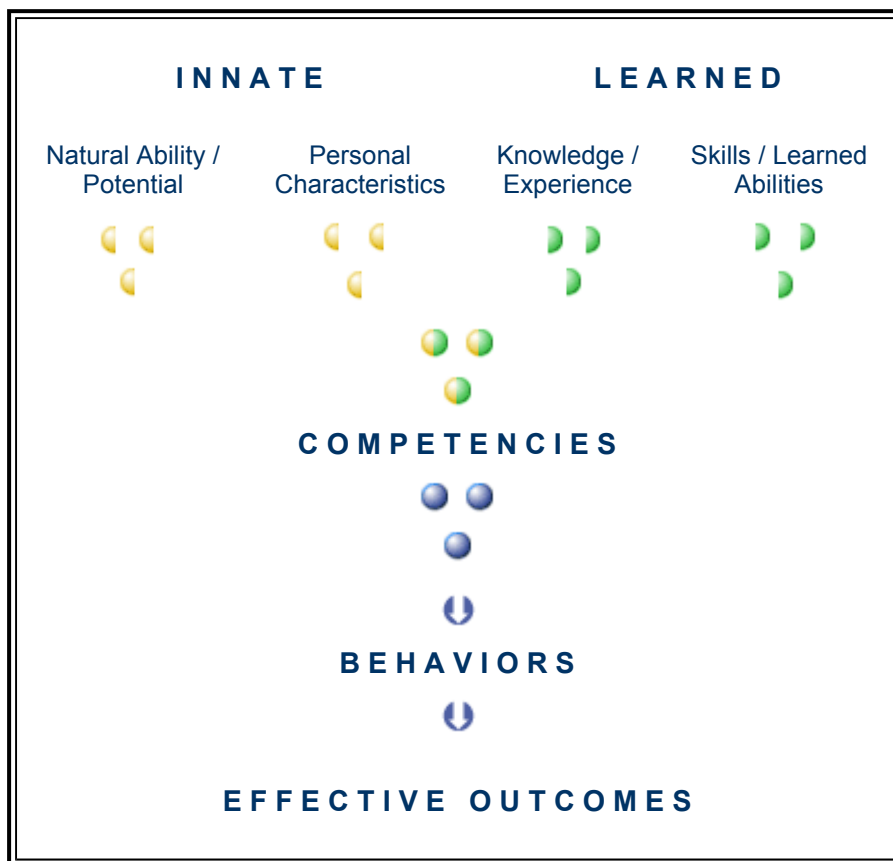 INNATE
LEARNED
Natural Ability /
Potential
Personal
Characteristics
Knowledge /
Experience
Skills / Learned
Abilities
COMPETENCIES
BEHAVIORS
EFFECTIVE OUTCOMES